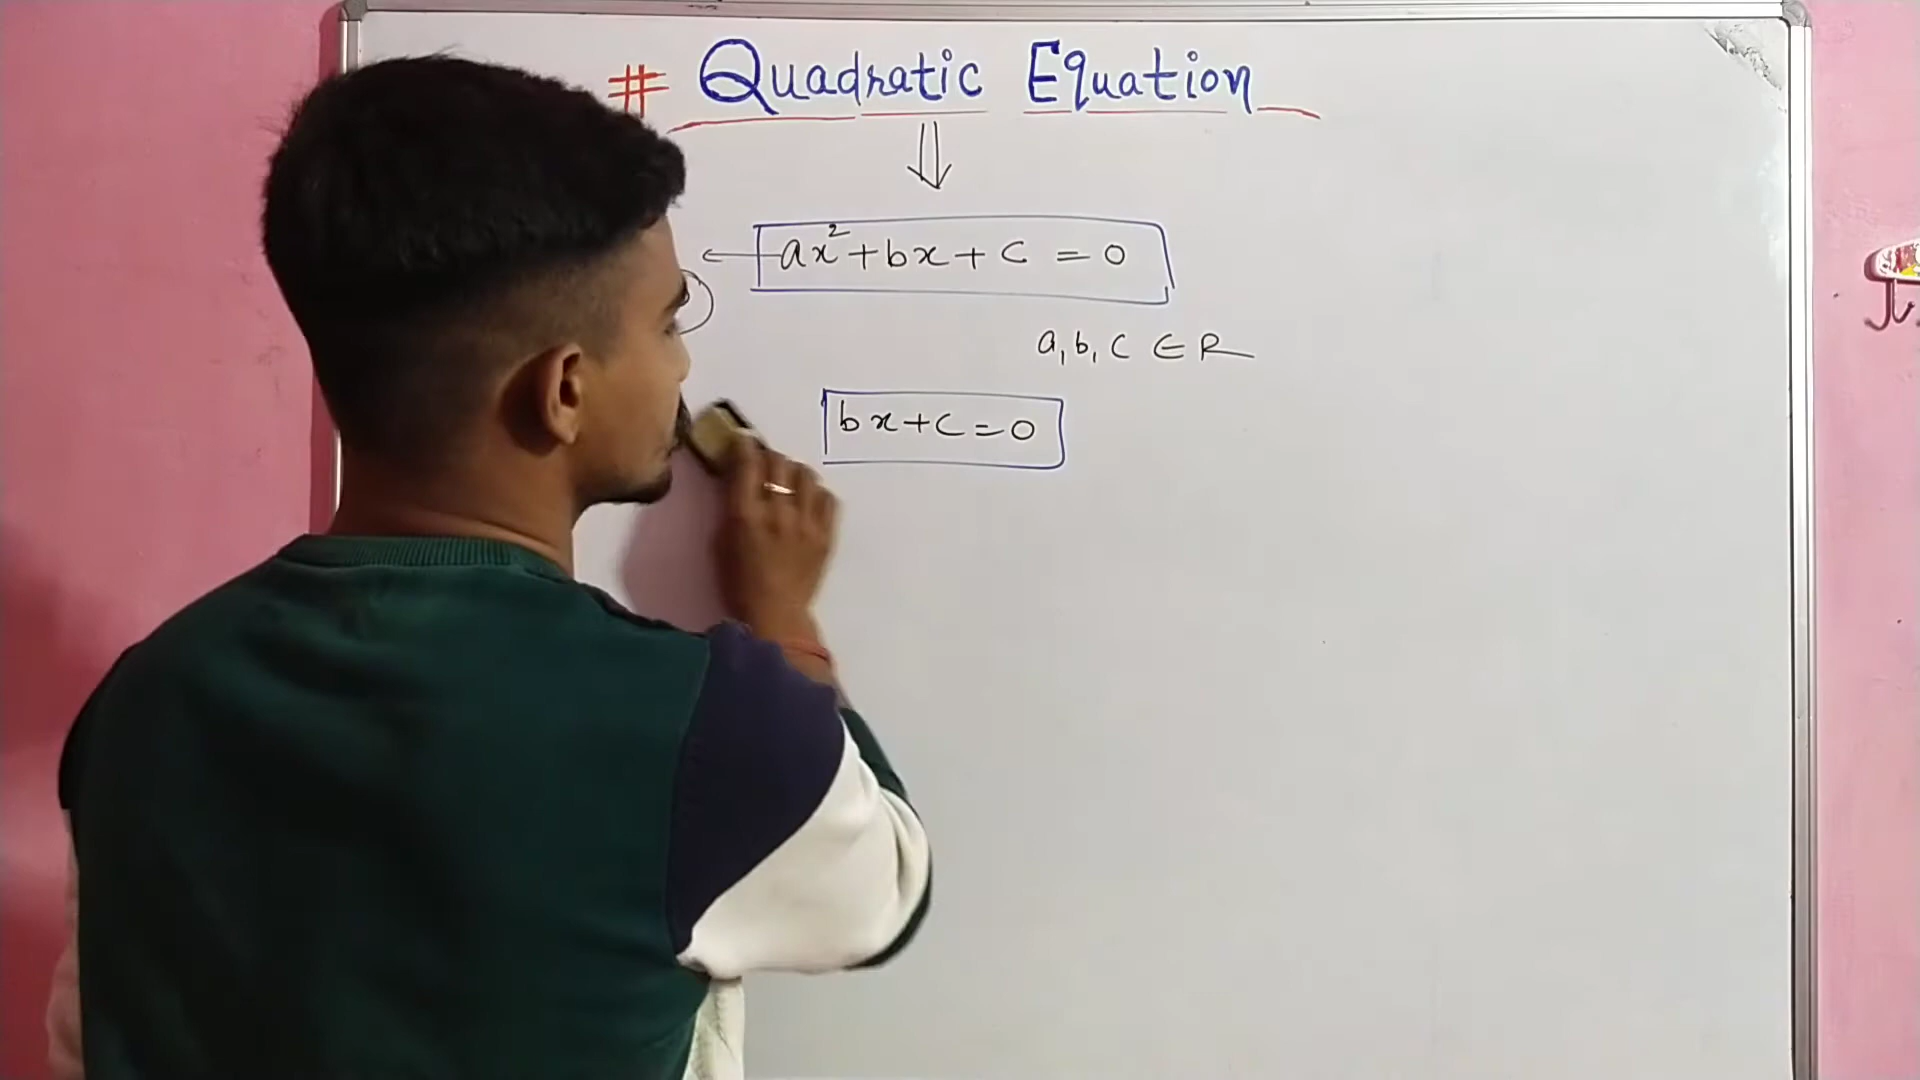 # Quadratic Equation
ax²+bx+c = 0
a, b, c ∈ R
bx+c=0